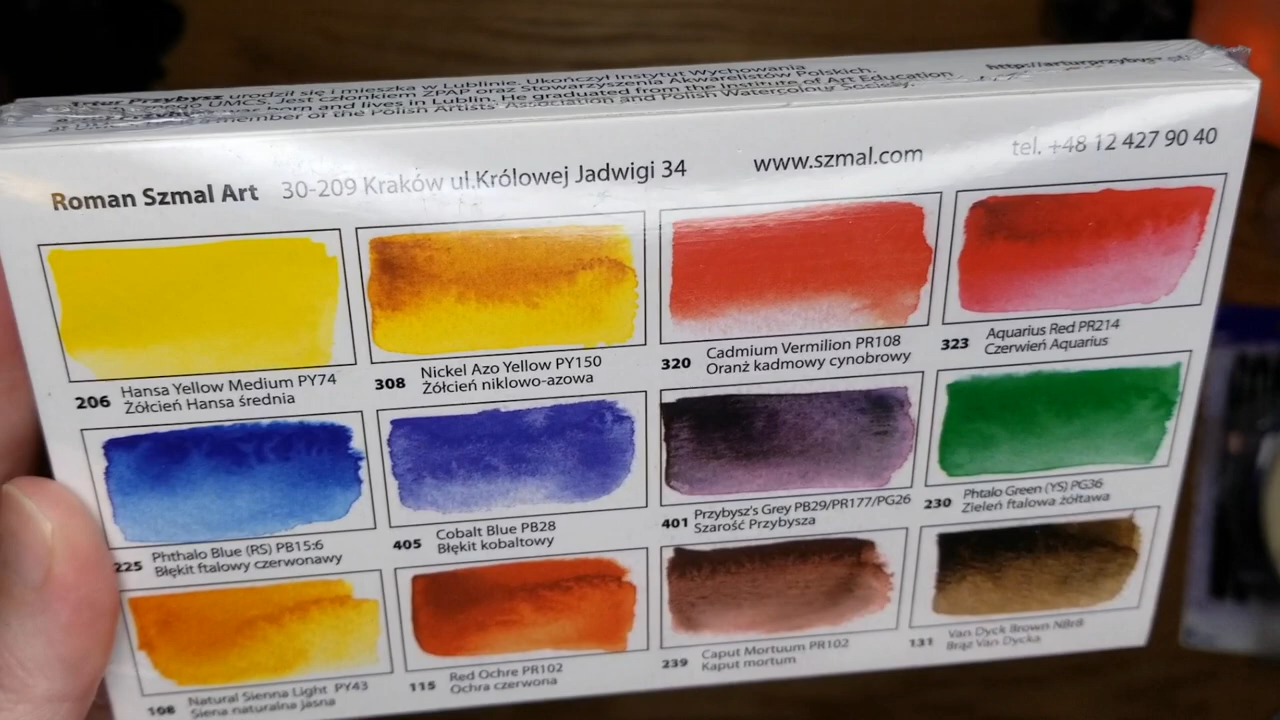 Artur Przybysz urodził się i mieszka w Lublinie. Ukończył Instytut Wychowania
UMCS. Jest członkiem ZPAP oraz Stowarzyszenia Akwarelistów Polskich.
born and lives in Lublin. He graduated from the Institute of Art Education
member of the Polish Artists Association and Polish Watercolour Society.
Roman Szmal Art 30-209 Kraków ul.Królowej Jadwigi 34 www.szmal.com tel. +48 12 427 90 40
206 Hansa Yellow Medium PY74
Żółcień Hansa średnia
308 Nickel Azo Yellow PY150
Żółcień niklowo-azowa
320 Cadmium Vermilion PR108
Oranż kadmowy cynobrowy
323 Aquarius Red PR214
Czerwień Aquarius
225 Phthalo Blue (RS) PB15:6
Błękit ftalowy czerwonawy
405 Cobalt Blue PB28
Błękit kobaltowy
401 Przybysz's Grey PB29/PR177/PG26
Szarość Przybysza
230 Phtalo Green (YS) PG36
Zieleń ftalowa żółtawa
108 Natural Sienna Light PY43
Siena naturalna jasna
115 Red Ochre PR102
Ochra czerwona
239 Caput Mortuum PR102
Kaput mortum
131 Van Dyck Brown NBr8
Brąz Van Dycka